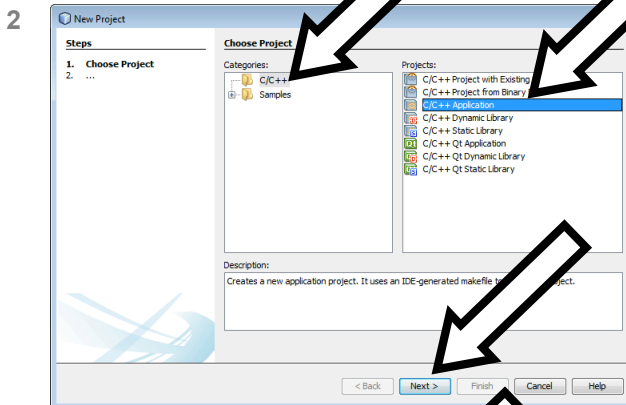 2
New Project
Steps
1. Choose Project
2. ...
Choose Project
Categories:
C/C++
Samples
Projects:
C/C++ Project with Existing
C/C++ Project from Binary
C/C++ Application
C/C++ Dynamic Library
C/C++ Static Library
C/C++ Qt Application
C/C++ Qt Dynamic Library
C/C++ Qt Static Library
Description:
Creates a new application project. It uses an IDE-generated makefile to ject.
< Back Next > Finish Cancel Help